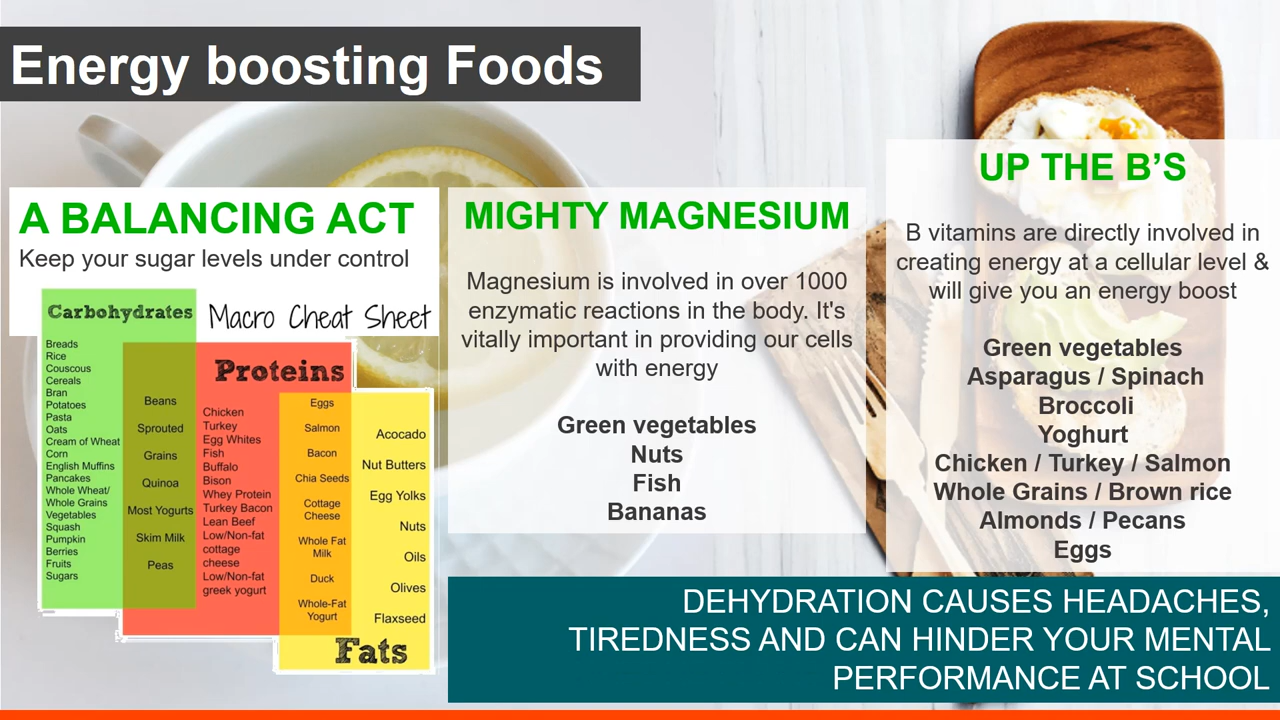 Energy boosting Foods
A BALANCING ACT
Keep your sugar levels under control
Carbohydrates
Macro Cheat Sheet
Breads
Rice
Couscous
Cereals
Bran
Potatoes
Pasta
Oats
Cream of Wheat
Corn
English Muffins
Pancakes
Whole Wheat/
Whole Grains
Vegetables
Squash
Pumpkin
Berries
Fruits
Sugars
Beans
Sprouted
Grains
Quinoa
Most Yogurts
Skim Milk
Peas
Proteins
Chicken
Turkey
Egg Whites
Fish
Buffalo
Bison
Whey Protein
Turkey Bacon
Lean Beef
Low/Non-fat
cottage
cheese
Low/Non-fat
greek yogurt
Eggs
Salmon
Bacon
Chia Seeds
Cottage
Cheese
Whole Fat
Milk
Duck
Whole-Fat
Yogurt
Acocado
Nut Butters
Egg Yolks
Nuts
Oils
Olives
Flaxseed
Fats
MIGHTY MAGNESIUM
Magnesium is involved in over 1000
enzymatic reactions in the body. It's
vitally important in providing our cells
with energy
Green vegetables
Nuts
Fish
Bananas
UP THE B’S
B vitamins are directly involved in
creating energy at a cellular level &
will give you an energy boost
Green vegetables
Asparagus / Spinach
Broccoli
Yoghurt
Chicken / Turkey / Salmon
Whole Grains / Brown rice
Almonds / Pecans
Eggs
DEHYDRATION CAUSES HEADACHES,
TIREDNESS AND CAN HINDER YOUR MENTAL
PERFORMANCE AT SCHOOL